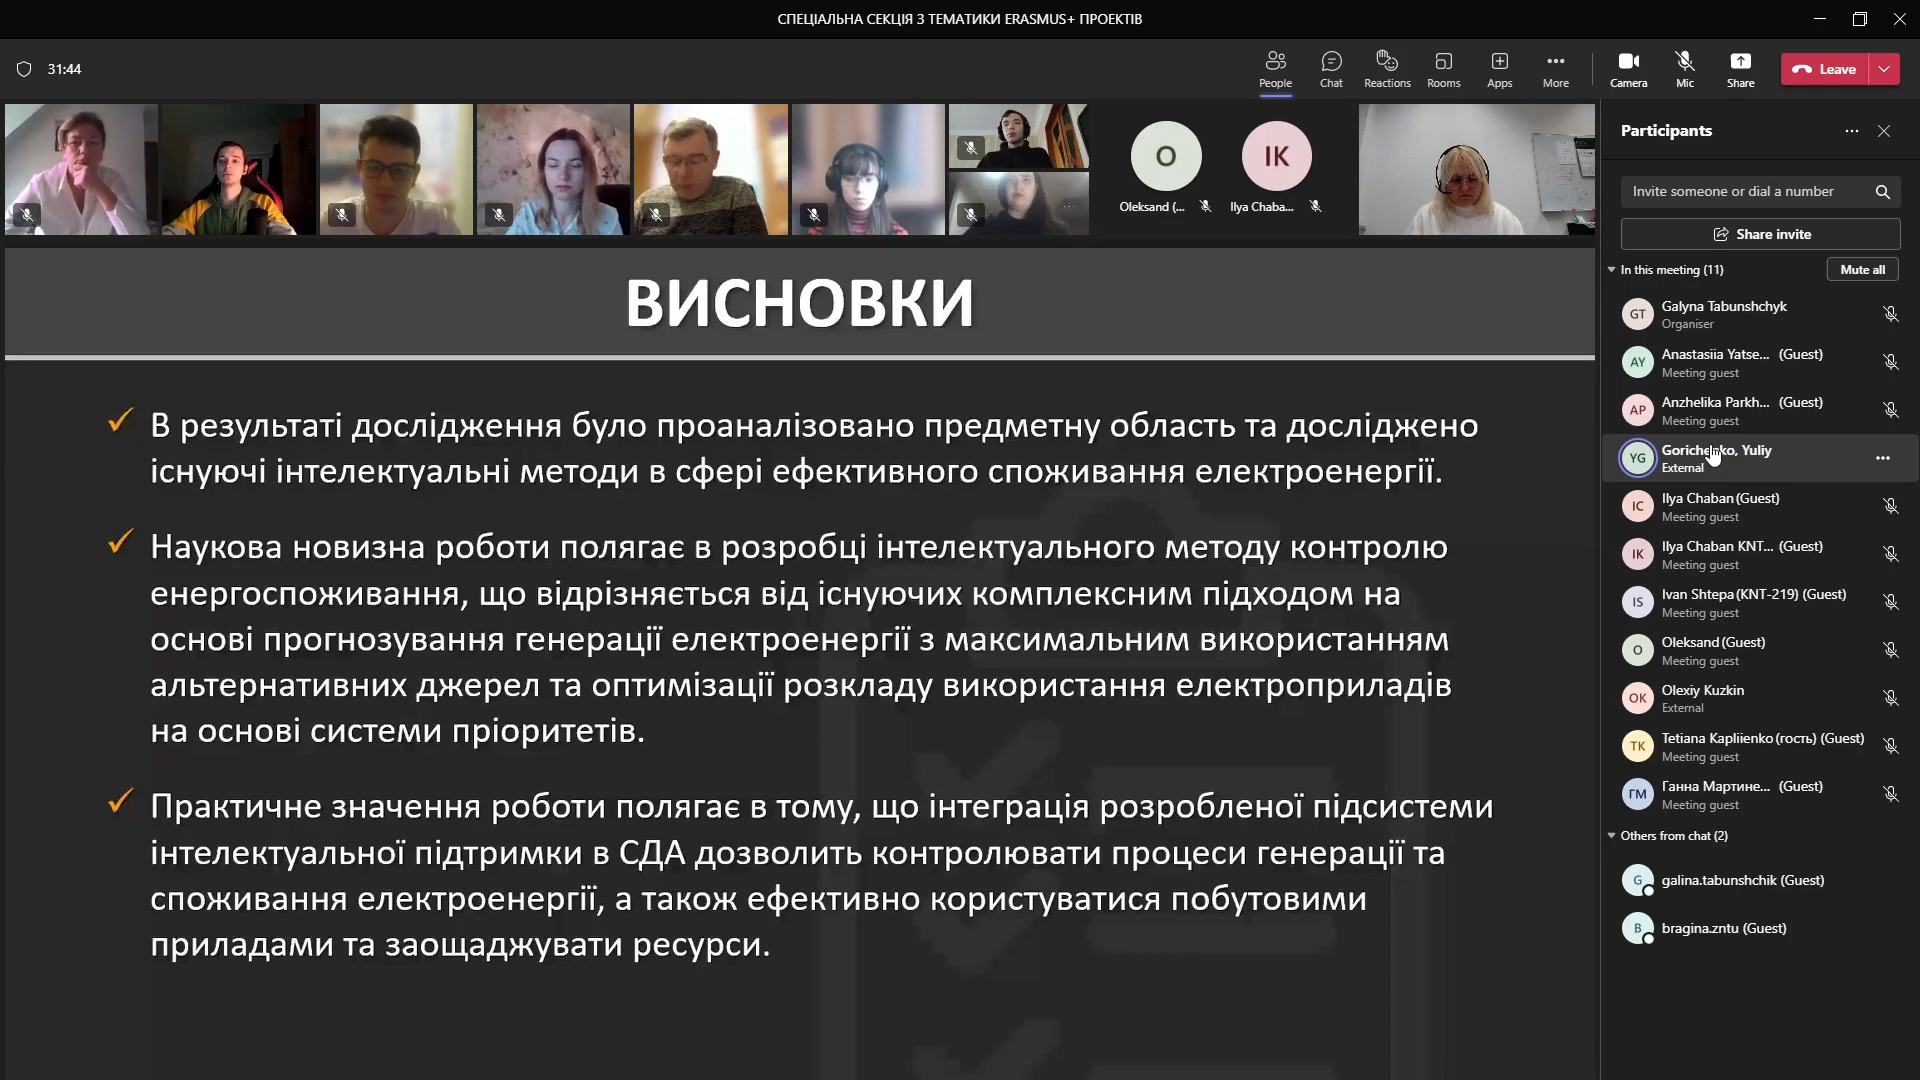 СПЕЦІАЛЬНА СЕКЦІЯ З ТЕМАТИКИ ERASMUS+ ПРОЕКТІВ
31:44
People
Chat
Reactions
Rooms
Apps
More
Camera
Mic
Share
Leave
O
Oleksand (...
IK
Ilya Chaba...
ВИСНОВКИ
В результаті дослідження було проаналізовано предметну область та досліджено
існуючі інтелектуальні методи в сфері ефективного споживання електроенергії.
Наукова новизна роботи полягає в розробці інтелектуального методу контролю
енергоспоживання, що відрізняється від існуючих комплексним підходом на
основі прогнозування генерації електроенергії з максимальним використанням
альтернативних джерел та оптимізації розкладу використання електроприладів
на основі системи пріоритетів.
Практичне значення роботи полягає в тому, що інтеграція розробленої підсистеми
інтелектуальної підтримки в СДА дозволить контролювати процеси генерації та
споживання електроенергії, а також ефективно користуватися побутовими
приладами та заощаджувати ресурси.
Participants
Invite someone or dial a number
Share invite
In this meeting (11)
Mute all
GT
Galyna Tabunshchyk
Organiser
AY
Anastasiia Yatse... (Guest)
Meeting guest
AP
Anzhelika Parkh... (Guest)
Meeting guest
YG
Yuliy
External
IC
Ilya Chaban (Guest)
Meeting guest
IK
Ilya Chaban KNT... (Guest)
Meeting guest
IS
Ivan Shtepa (KNT-219) (Guest)
Meeting guest
O
Oleksand (Guest)
Meeting guest
OK
Olexiy Kuzkin
External
TK
Tetiana Kapliienko (гость) (Guest)
Meeting guest
ГМ
Ганна Мартине... (Guest)
Meeting guest
Others from chat (2)
G
galina.tabunshchik (Guest)
B
bragina.zntu (Guest)